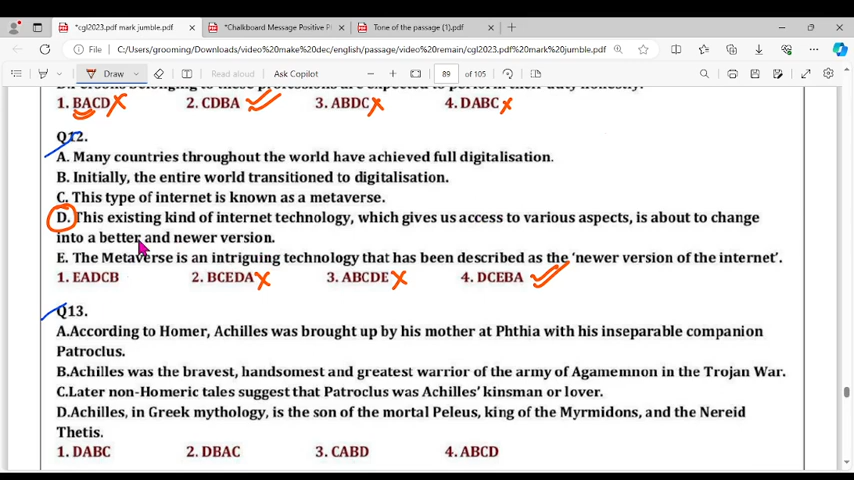 *cgl2023.pdf mark jumble.pdf
*Chalkboard Message Positive P
Tone of the passage (1).pdf
File
C:/Users/grooming/Downloads/video%20make%20dec/english/passage/video%20remain/cgl2023.pdf%20mark%20jumble.pdf
Draw
Read aloud
Ask Copilot
89 of 105
1. BACD 2. CDBA 3. ABDC 4. DABC
Q12.
A. Many countries throughout the world have achieved full digitalisation.
B. Initially, the entire world transitioned to digitalisation.
C. This type of internet is known as a metaverse.
D. This existing kind of internet technology, which gives us access to various aspects, is about to change
into a better and newer version.
E. The Metaverse is an intriguing technology that has been described as the ‘newer version of the internet’.
1. EADCB 2. BCEDA 3. ABCDE 4. DCEBA
Q13.
A.According to Homer, Achilles was brought up by his mother at Phthia with his inseparable companion
Patroclus.
B.Achilles was the bravest, handsomest and greatest warrior of the army of Agamemnon in the Trojan War.
C.Later non-Homeric tales suggest that Patroclus was Achilles’ kinsman or lover.
D.Achilles, in Greek mythology, is the son of the mortal Peleus, king of the Myrmidons, and the Nereid
Thetis.
1. DABC 2. DBAC 3. CABD 4. ABCD